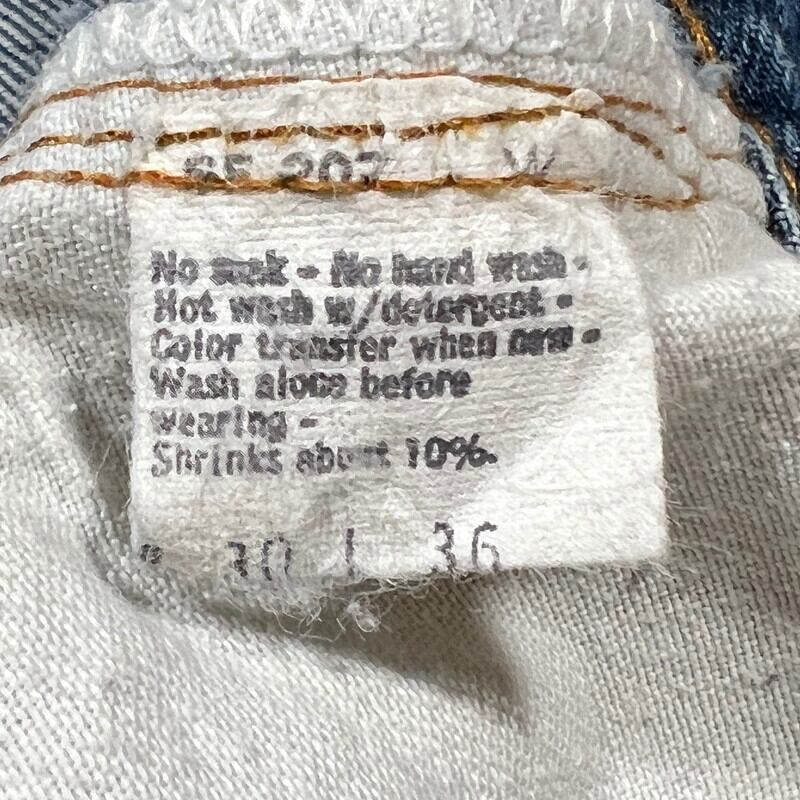 No soak - No hand wash -
Hot wash w/detergent -
Color transfer when new -
Wash alone before
wearing -
Shrinks about 10%.
30 L 36